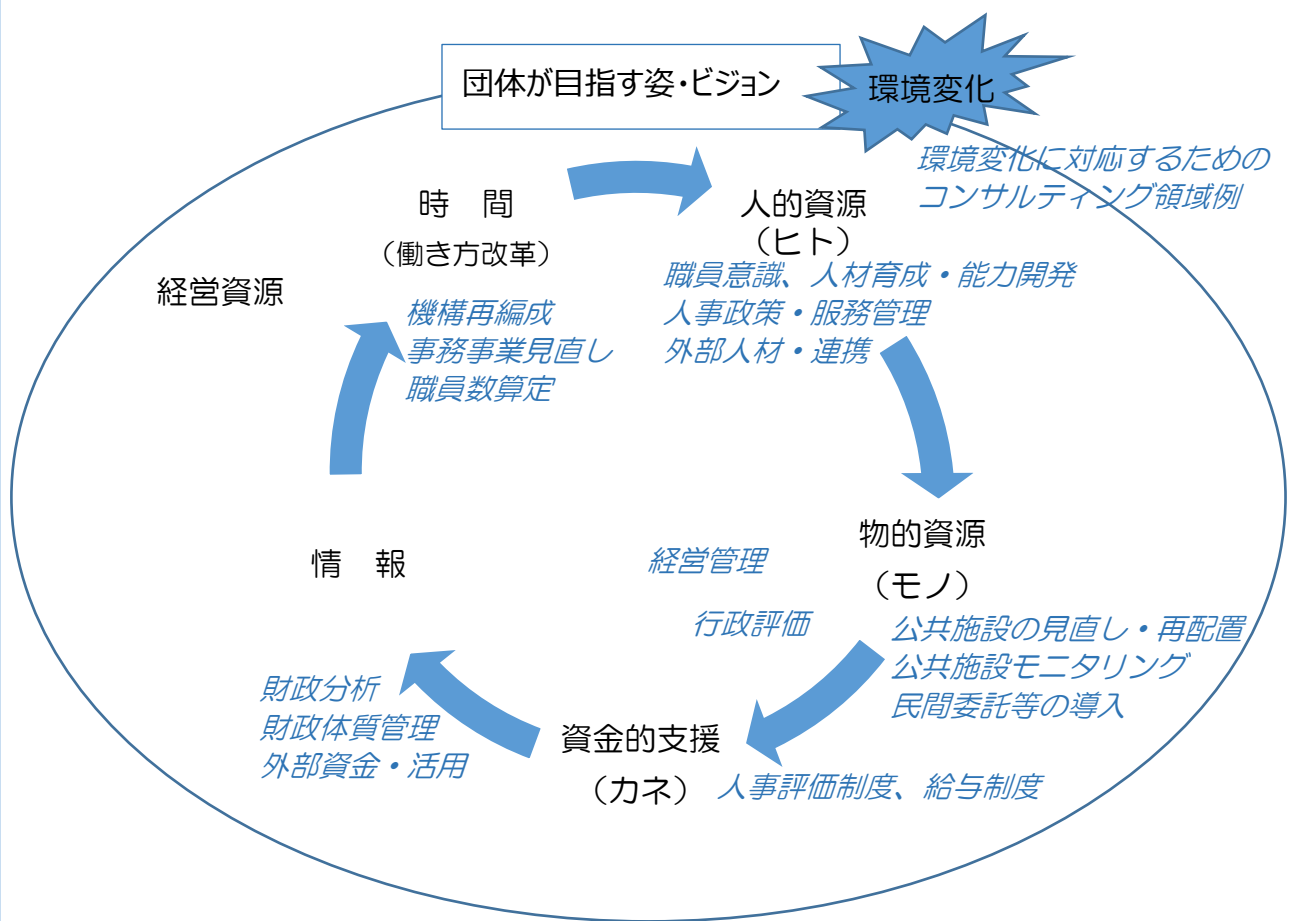 団体が目指す姿・ビジョン
環境変化
環境変化に対応するための
コンサルティング領域例
時　間
（働き方改革）
人的資源
（ヒト）
経営資源
職員意識、人材育成・能力開発
人事政策・服務管理
外部人材・連携
機構再編成
事務事業見直し
職員数算定
物的資源
（モノ）
情　報
経営管理
行政評価
公共施設の見直し・再配置
公共施設モニタリング
民間委託等の導入
財政分析
財政体質管理
外部資金・活用
資金的支援
（カネ）
人事評価制度、給与制度